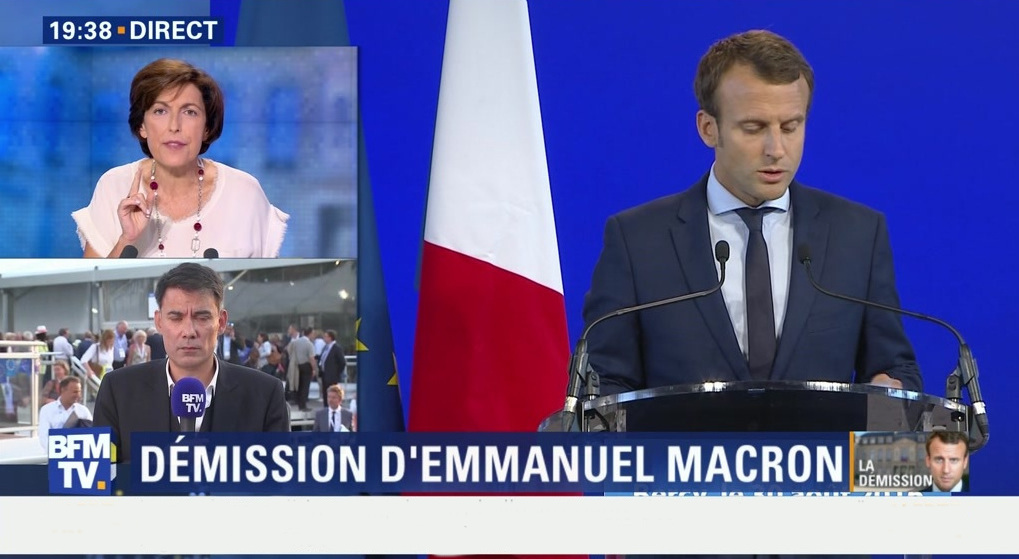 19:38 DIRECT
BFM
TV.
BFM
TV.
DÉMISSION D'EMMANUEL MACRON
LA
DÉMISSION